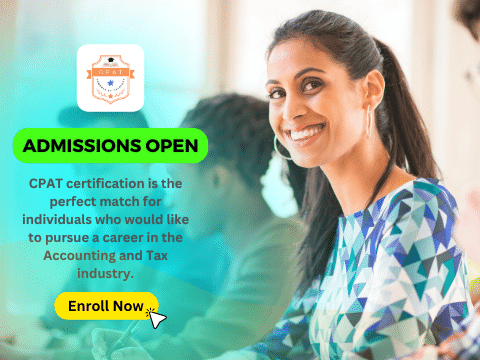 CPAT
ADMISSIONS OPEN
CPAT certification is the
perfect match for
individuals who would like
to pursue a career in the
Accounting and Tax
industry.
Enroll Now